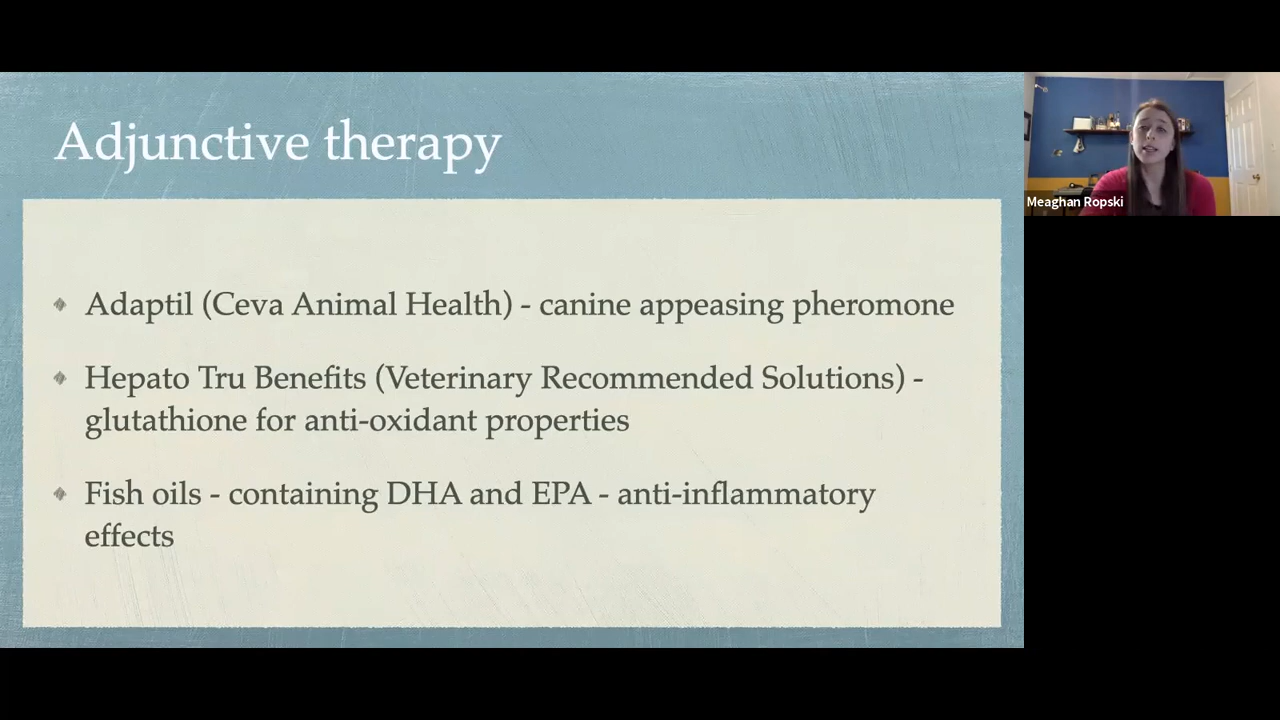 Adjunctive therapy
Adaptil (Ceva Animal Health) - canine appeasing pheromone
Hepato Tru Benefits (Veterinary Recommended Solutions) -
glutathione for anti-oxidant properties
Fish oils - containing DHA and EPA - anti-inflammatory
effects
Meaghan Ropski